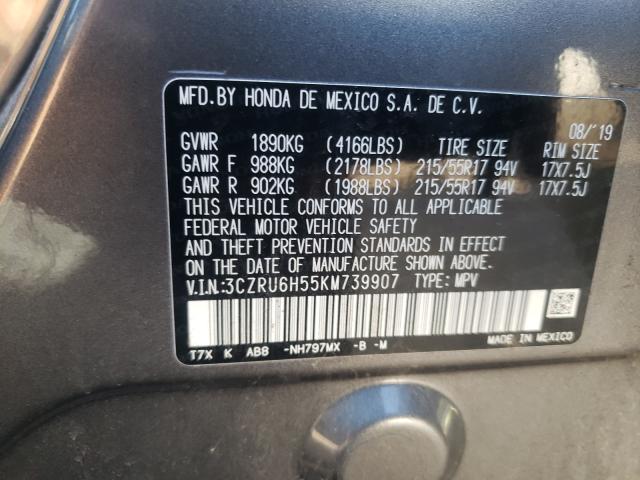 MFD.BY HONDA DE MEXICO S.A. DE C.V.
08/'19
GVWR 1890KG (4166LBS) TIRE SIZE RIM SIZE
GAWR F 988KG (2178LBS) 215/55R17 94V 17X7.5J
GAWR R 902KG (1988LBS) 215/55R17 94V 17X7.5J
THIS VEHICLE CONFORMS TO ALL APPLICABLE
FEDERAL MOTOR VEHICLE SAFETY
AND THEFT PREVENTION STANDARDS IN EFFECT
ON THE DATE OF MANUFACTURE SHOWN ABOVE.
V.I.N.:3CZRU6H55KM739907 TYPE: MPV
T7X K AB8 -NH797MX -B -M
MADE IN MEXICO